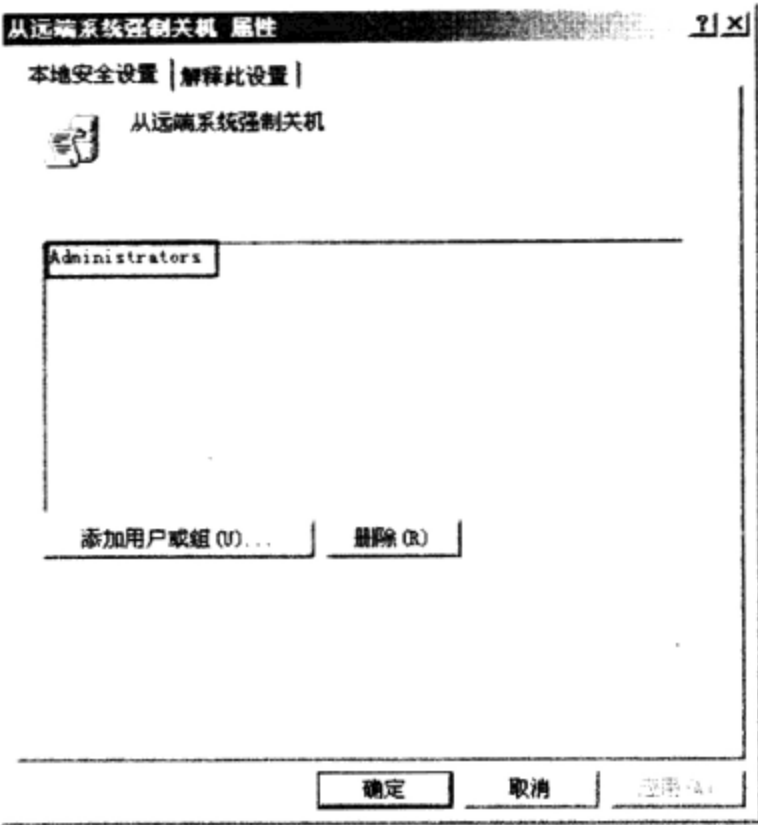 从远端系统强制关机 属性
本地安全设置 解释此设置
从远端系统强制关机
Administrators
添加用户或组(U)... 删除(R)
确定 取消 应用(A)